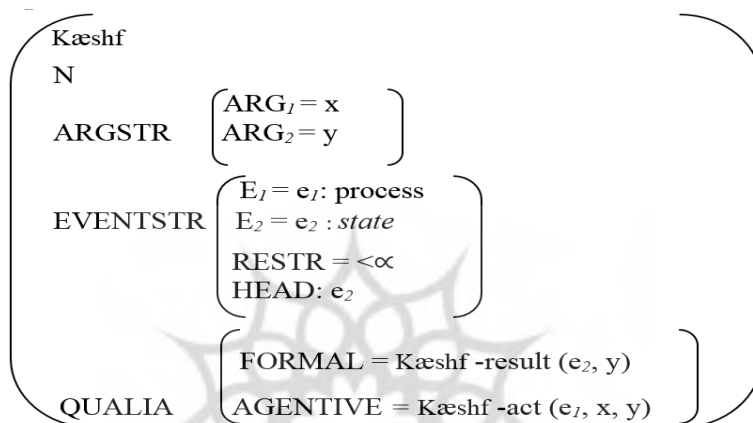 Kæshf
N
ARG₁ = x
ARGSTR ARG₂ = y
E₁ = e₁: process
EVENTSTR E₂ = e₂ : state
RESTR = <∝
HEAD: e₂
FORMAL = Kæshf -result (e₂, y)
QUALIA AGENTIVE = Kæshf -act (e₁, x, y)